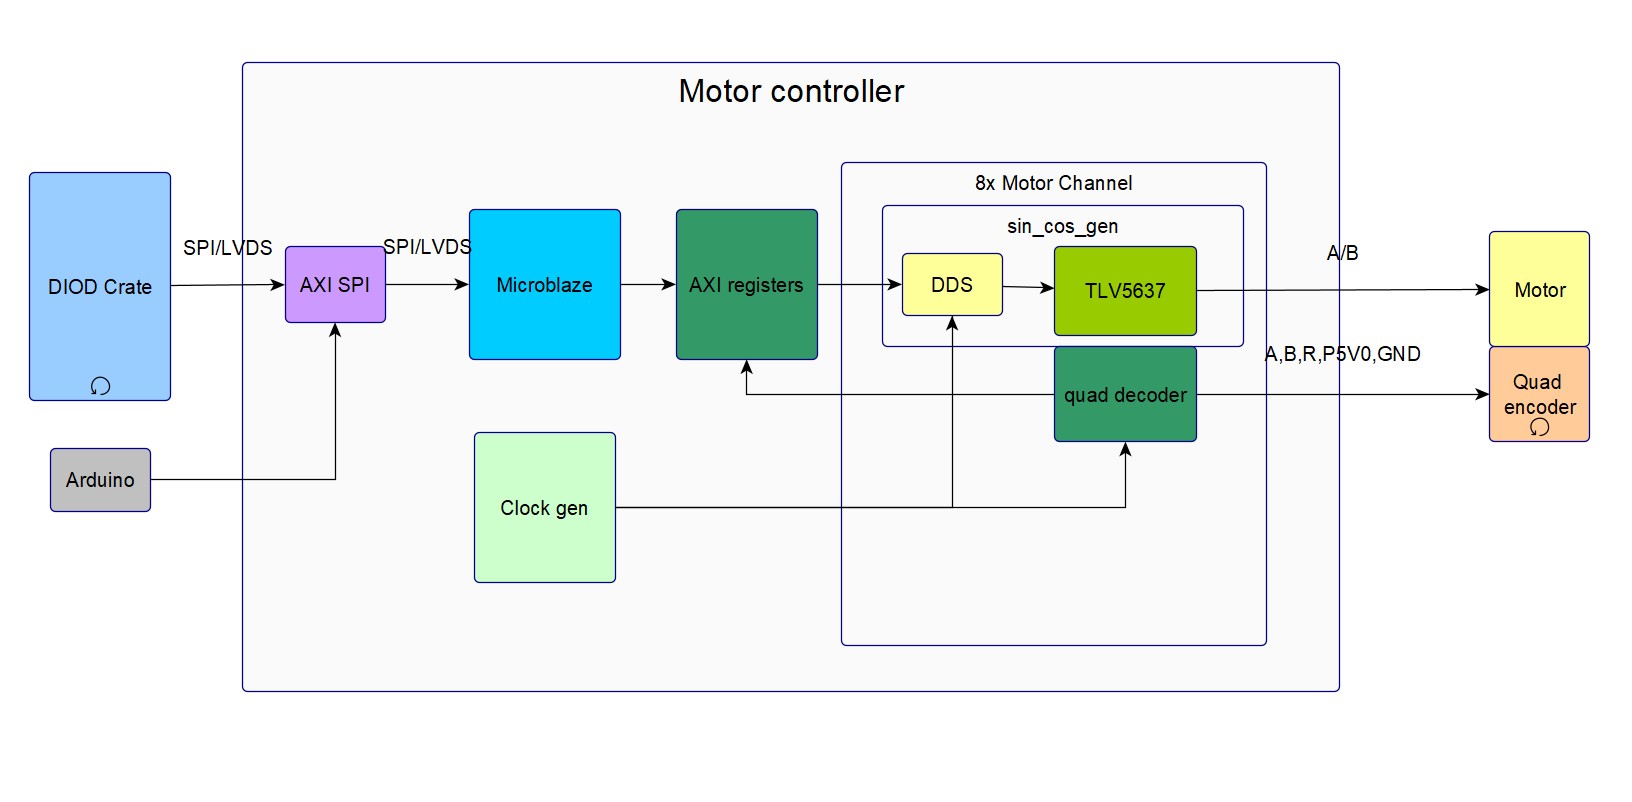 Motor controller
8x Motor Channel
sin_cos_gen
SPI/LVDS
SPI/LVDS
A/B
DIOD Crate
AXI SPI
Microblaze
AXI registers
DDS
TLV5637
Motor
A,B,R,P5V0,GND
quad decoder
Quad
encoder
Arduino
Clock gen